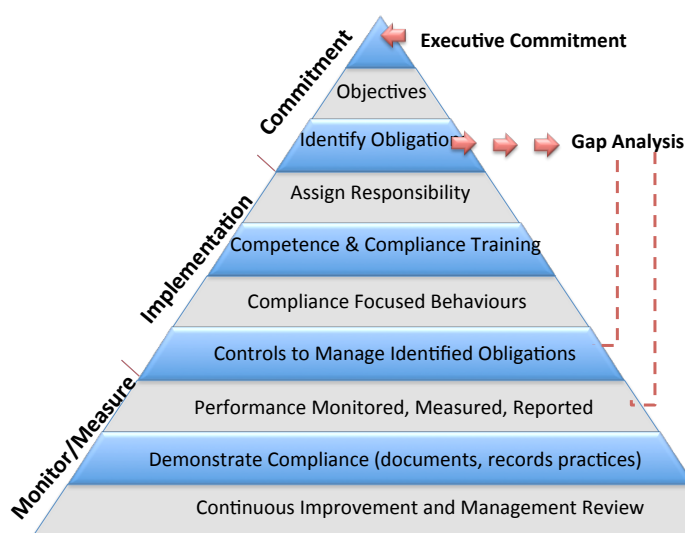 Executive Commitment
Commitment
Objectives
Identify Obligation
Gap Analysis
Assign Responsibility
Implementation
Competence & Compliance Training
Compliance Focused Behaviours
Controls to Manage Identified Obligations
Monitor/Measure
Performance Monitored, Measured, Reported
Demonstrate Compliance (documents, records practices)
Continuous Improvement and Management Review